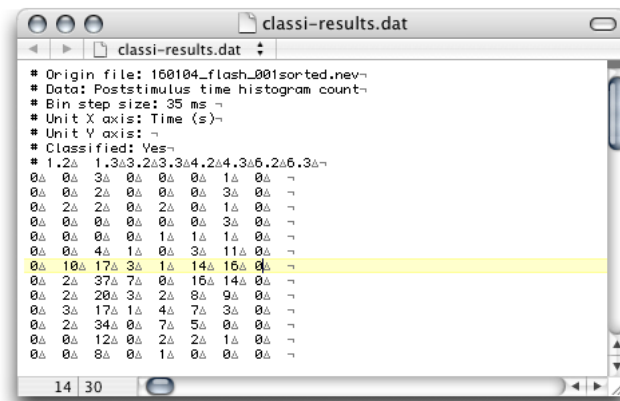 classi-results.dat
classi-results.dat
# Origin file: 160104_flash_001sorted.nev¬
# Data: Poststimulus time histogram count¬
# Bin step size: 35 ms ¬
# Unit X axis: Time (s)¬
# Unit Y axis: ¬
# Classified: Yes¬
# 1.2△ 1.3△3.2△3.3△4.2△4.3△6.2△6.3△¬
0△ 0△ 3△ 0△ 0△ 0△ 1△ 0△ ¬
0△ 0△ 2△ 0△ 0△ 0△ 3△ 0△ ¬
0△ 2△ 2△ 0△ 2△ 0△ 1△ 0△ ¬
0△ 0△ 0△ 0△ 0△ 0△ 3△ 0△ ¬
0△ 0△ 0△ 0△ 1△ 1△ 1△ 0△ ¬
0△ 0△ 4△ 1△ 0△ 3△ 11△ 0△ ¬
0△ 10△ 17△ 3△ 1△ 14△ 16△ 0△ ¬
0△ 2△ 37△ 7△ 0△ 16△ 14△ 0△ ¬
0△ 2△ 20△ 3△ 2△ 8△ 9△ 0△ ¬
0△ 3△ 17△ 1△ 4△ 7△ 3△ 0△ ¬
0△ 2△ 34△ 0△ 7△ 5△ 0△ 0△ ¬
0△ 0△ 12△ 0△ 2△ 2△ 1△ 0△ ¬
0△ 0△ 8△ 0△ 1△ 0△ 0△ 0△ ¬
14 30